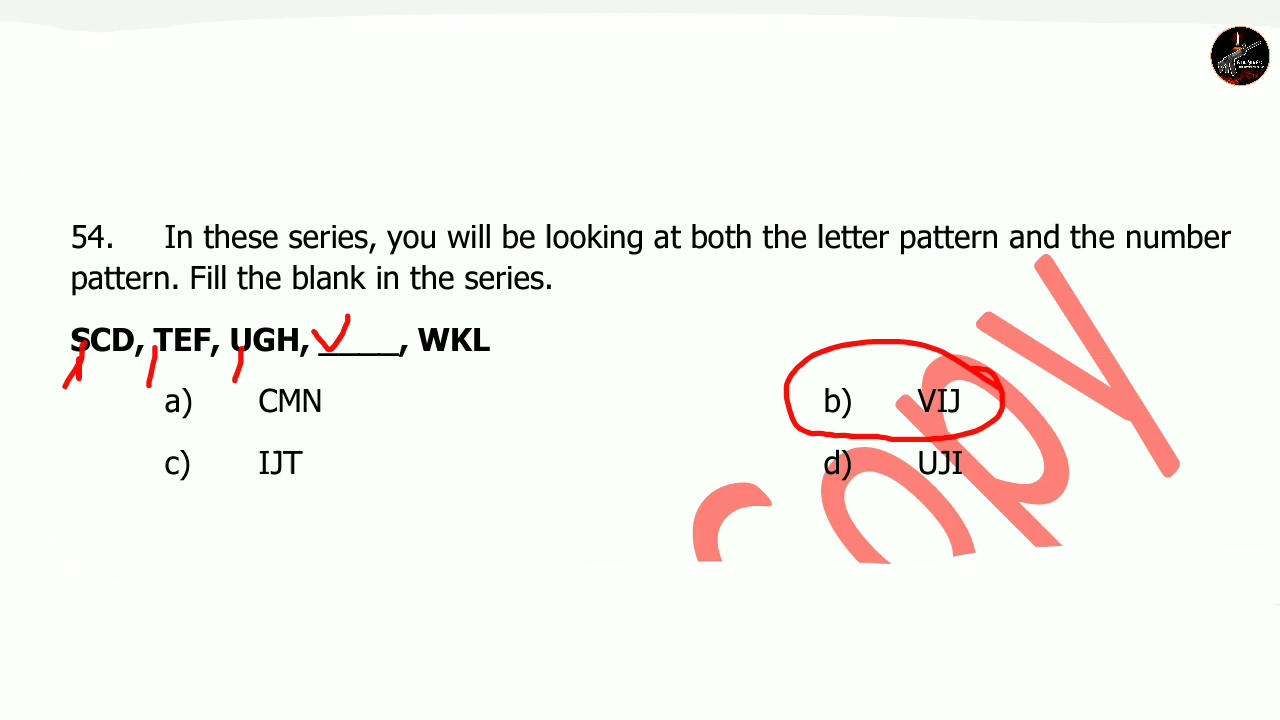 54. In these series, you will be looking at both the letter pattern and the number
pattern. Fill the blank in the series.
SCD, TEF, UGH, ____, WKL
a) CMN b) VIJ
c) IJT d) UJI
Copy